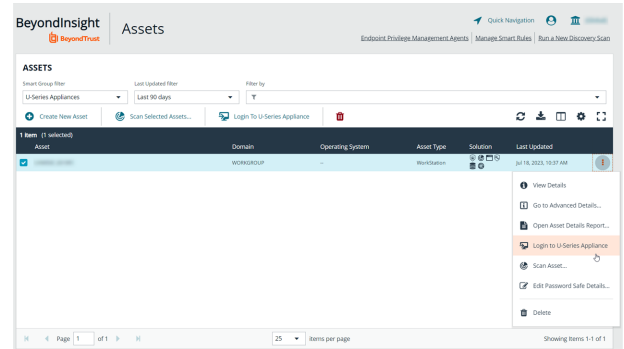 BeyondInsight
BeyondTrust
Assets
Quick Navigation
Endpoint Privilege Management Agents
Manage Smart Rules
Run a New Discovery Scan
ASSETS
Smart Group filter
Last Updated filter
Filter by
U-Series Appliances
Last 90 days
Create New Asset
Scan Selected Assets...
Login To U-Series Appliance
1 item (1 selected)
Asset
Domain
Operating System
Asset Type
Solution
Last Updated
WORKGROUP
--
WorkStation
Jul 18, 2023, 10:37 AM
View Details
Go to Advanced Details...
Open Asset Details Report...
Login to U-Series Appliance
Scan Asset...
Edit Password Safe Details...
Delete
Page 1 of 1
25 items per page
Showing Items 1-1 of 1